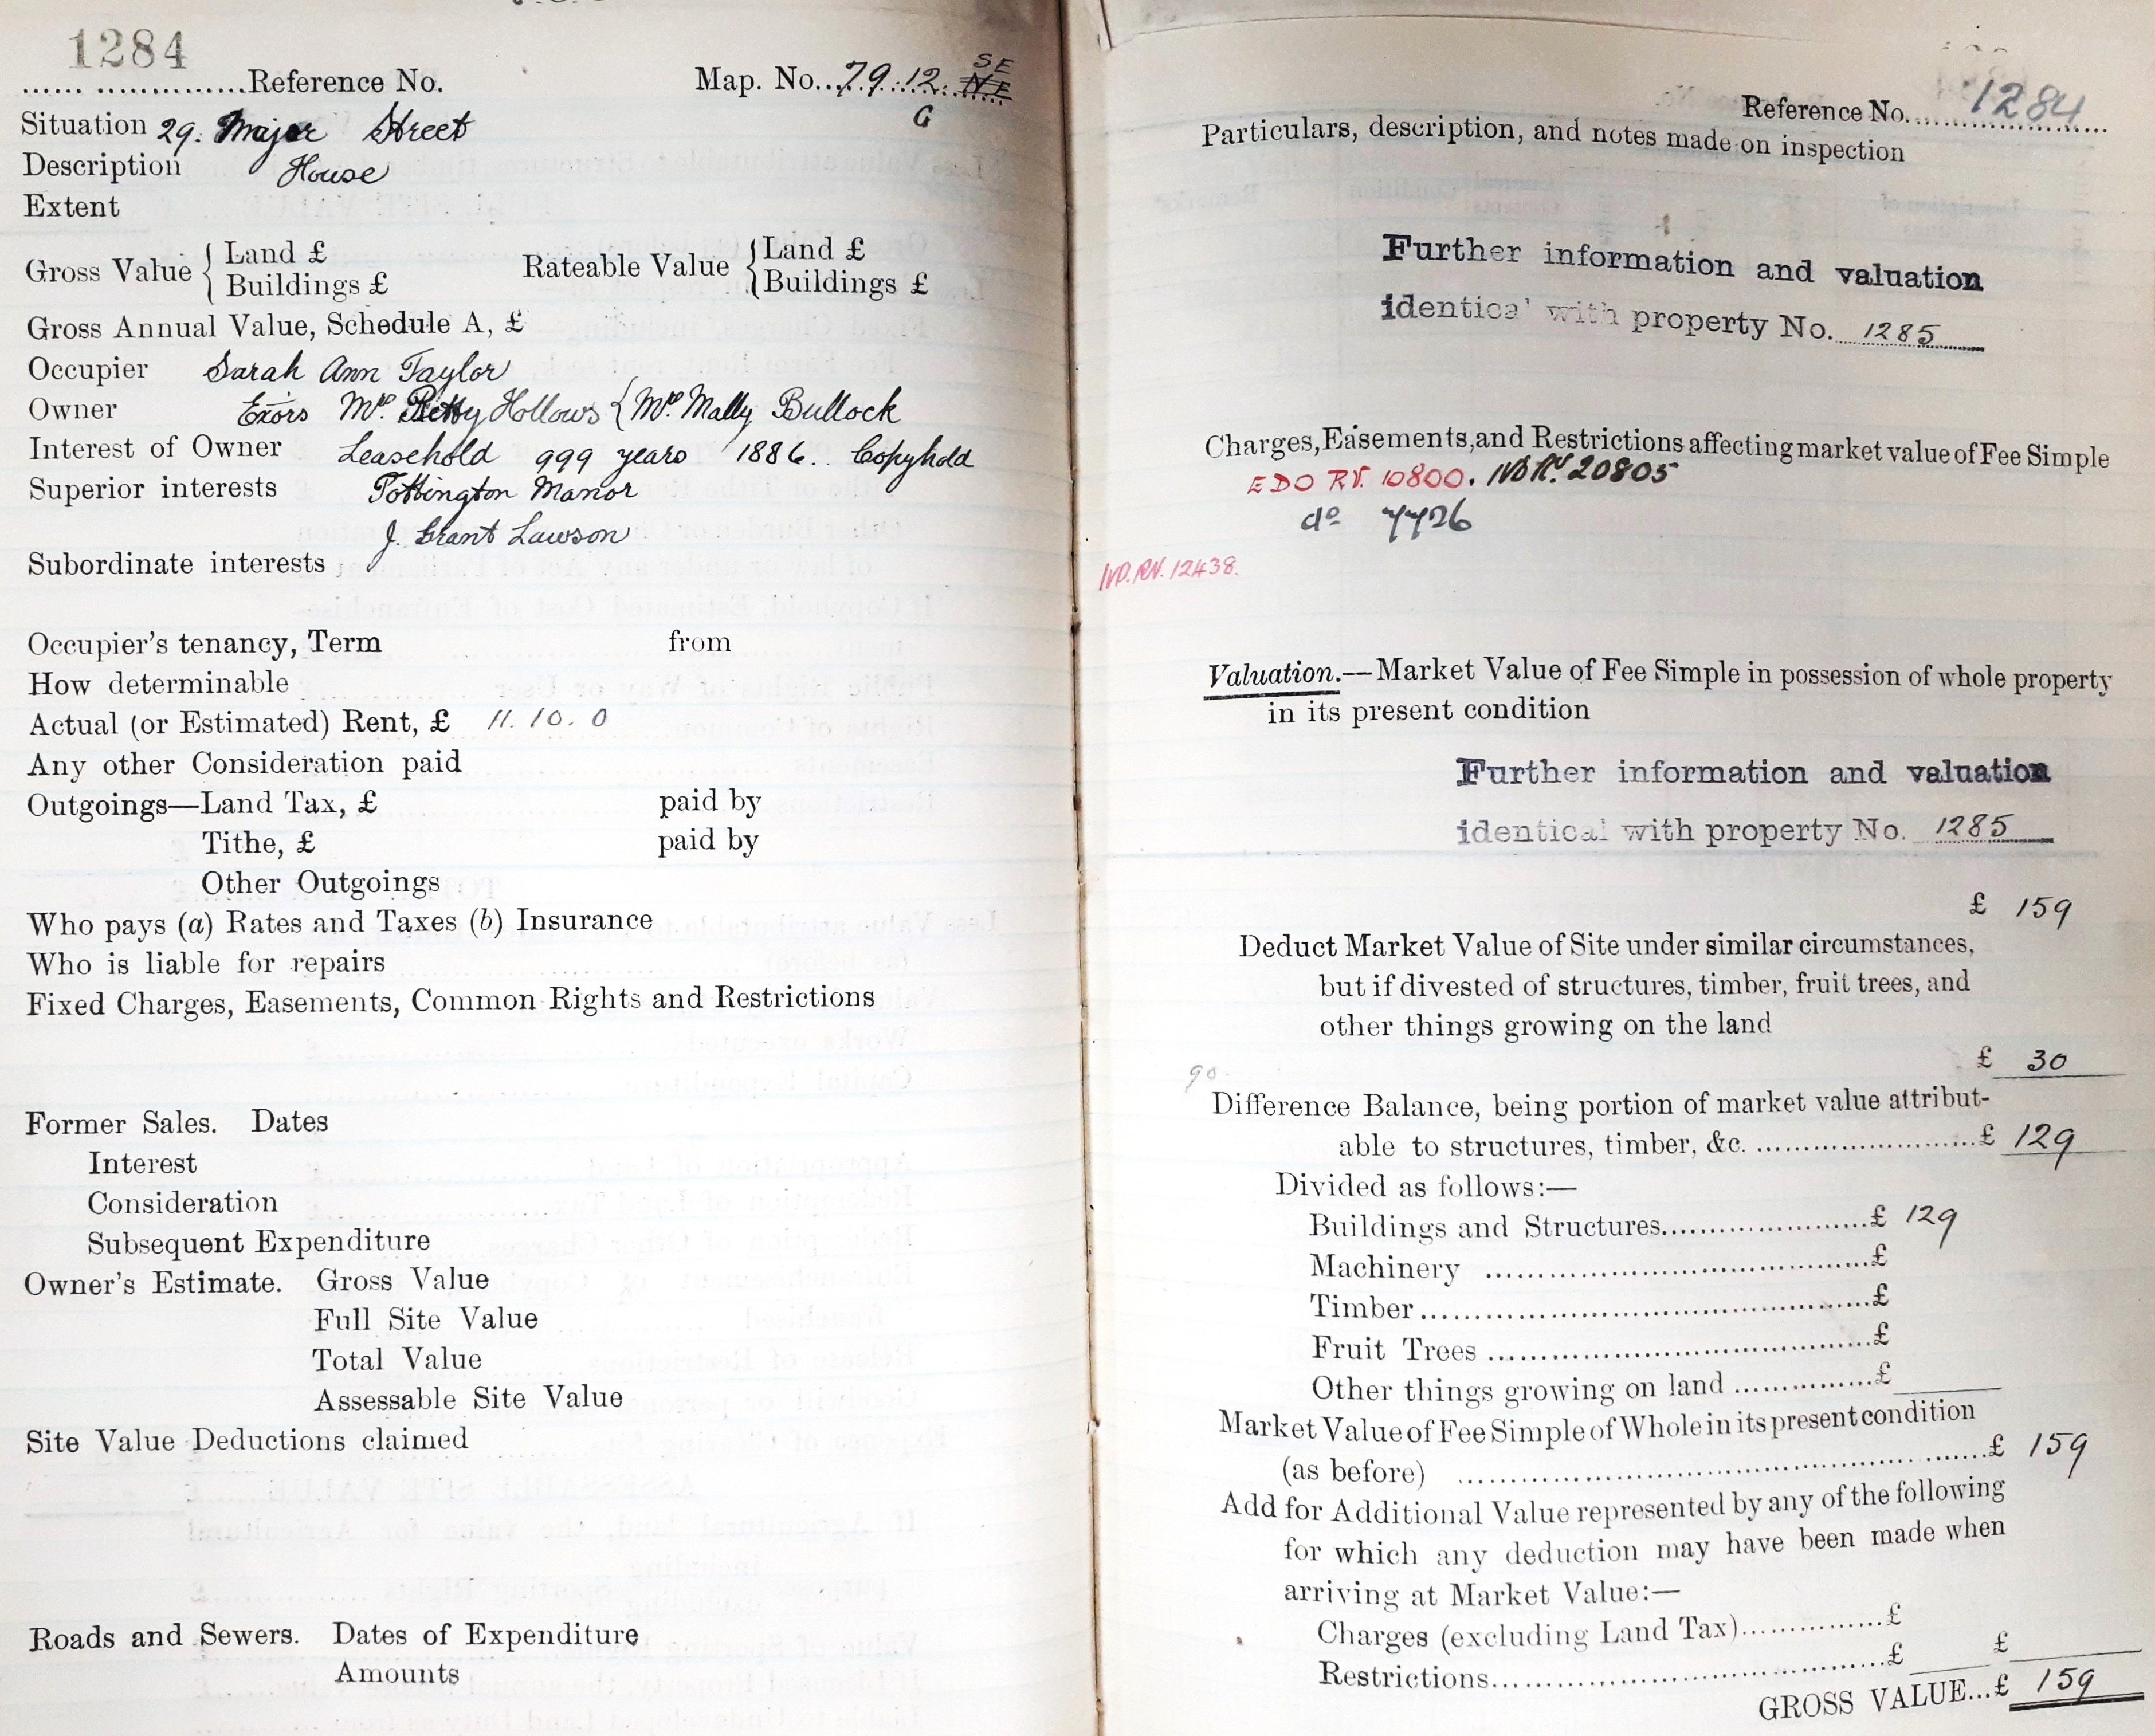 1284
.....................Reference No.
Map. No. 79.12. SE N.E
G
Situation 29. Major Street
Description House
Extent
Gross Value { Land £
Buildings £
Rateable Value { Land £
Buildings £
Gross Annual Value, Schedule A, £
Occupier Sarah Ann Taylor
Owner Exors Mrs. Betty Hollows { Mrs. Mally Bullock
Interest of Owner Leasehold 999 years 1886.. Copyhold
Superior interests Tottington Manor
J. Grant Lawson
Subordinate interests
Occupier's tenancy, Term from
How determinable
Actual (or Estimated) Rent, £ 11. 10. 0
Any other Consideration paid
Outgoings—Land Tax, £ paid by
Tithe, £ paid by
Other Outgoings
Who pays (a) Rates and Taxes (b) Insurance
Who is liable for repairs
Fixed Charges, Easements, Common Rights and Restrictions
Former Sales. Dates
Interest
Consideration
Subsequent Expenditure
Owner's Estimate. Gross Value
Full Site Value
Total Value
Assessable Site Value
Site Value Deductions claimed
Roads and Sewers. Dates of Expenditure
Amounts
Reference No. 1284
Particulars, description, and notes made on inspection
Further information and valuation
identical with property No. 1285
Charges, Easements, and Restrictions affecting market value of Fee Simple
EDO RV. 10800. IVD RV. 20805
do 7726
IVD. RV. 12438.
Valuation.—Market Value of Fee Simple in possession of whole property
in its present condition
Further information and valuation
identical with property No. 1285
£ 159
Deduct Market Value of Site under similar circumstances,
but if divested of structures, timber, fruit trees, and
other things growing on the land
£ 30
90
Difference Balance, being portion of market value attribut-
able to structures, timber, &c. ........................£ 129
Divided as follows:—
Buildings and Structures......................£ 129
Machinery ........................................£
Timber................................................£
Fruit Trees .........................................£
Other things growing on land ...............£
Market Value of Fee Simple of Whole in its present condition
(as before) ........................................................£ 159
Add for Additional Value represented by any of the following
for which any deduction may have been made when
arriving at Market Value:—
Charges (excluding Land Tax)...............£
Restrictions..........................................£ £
GROSS VALUE...£ 159